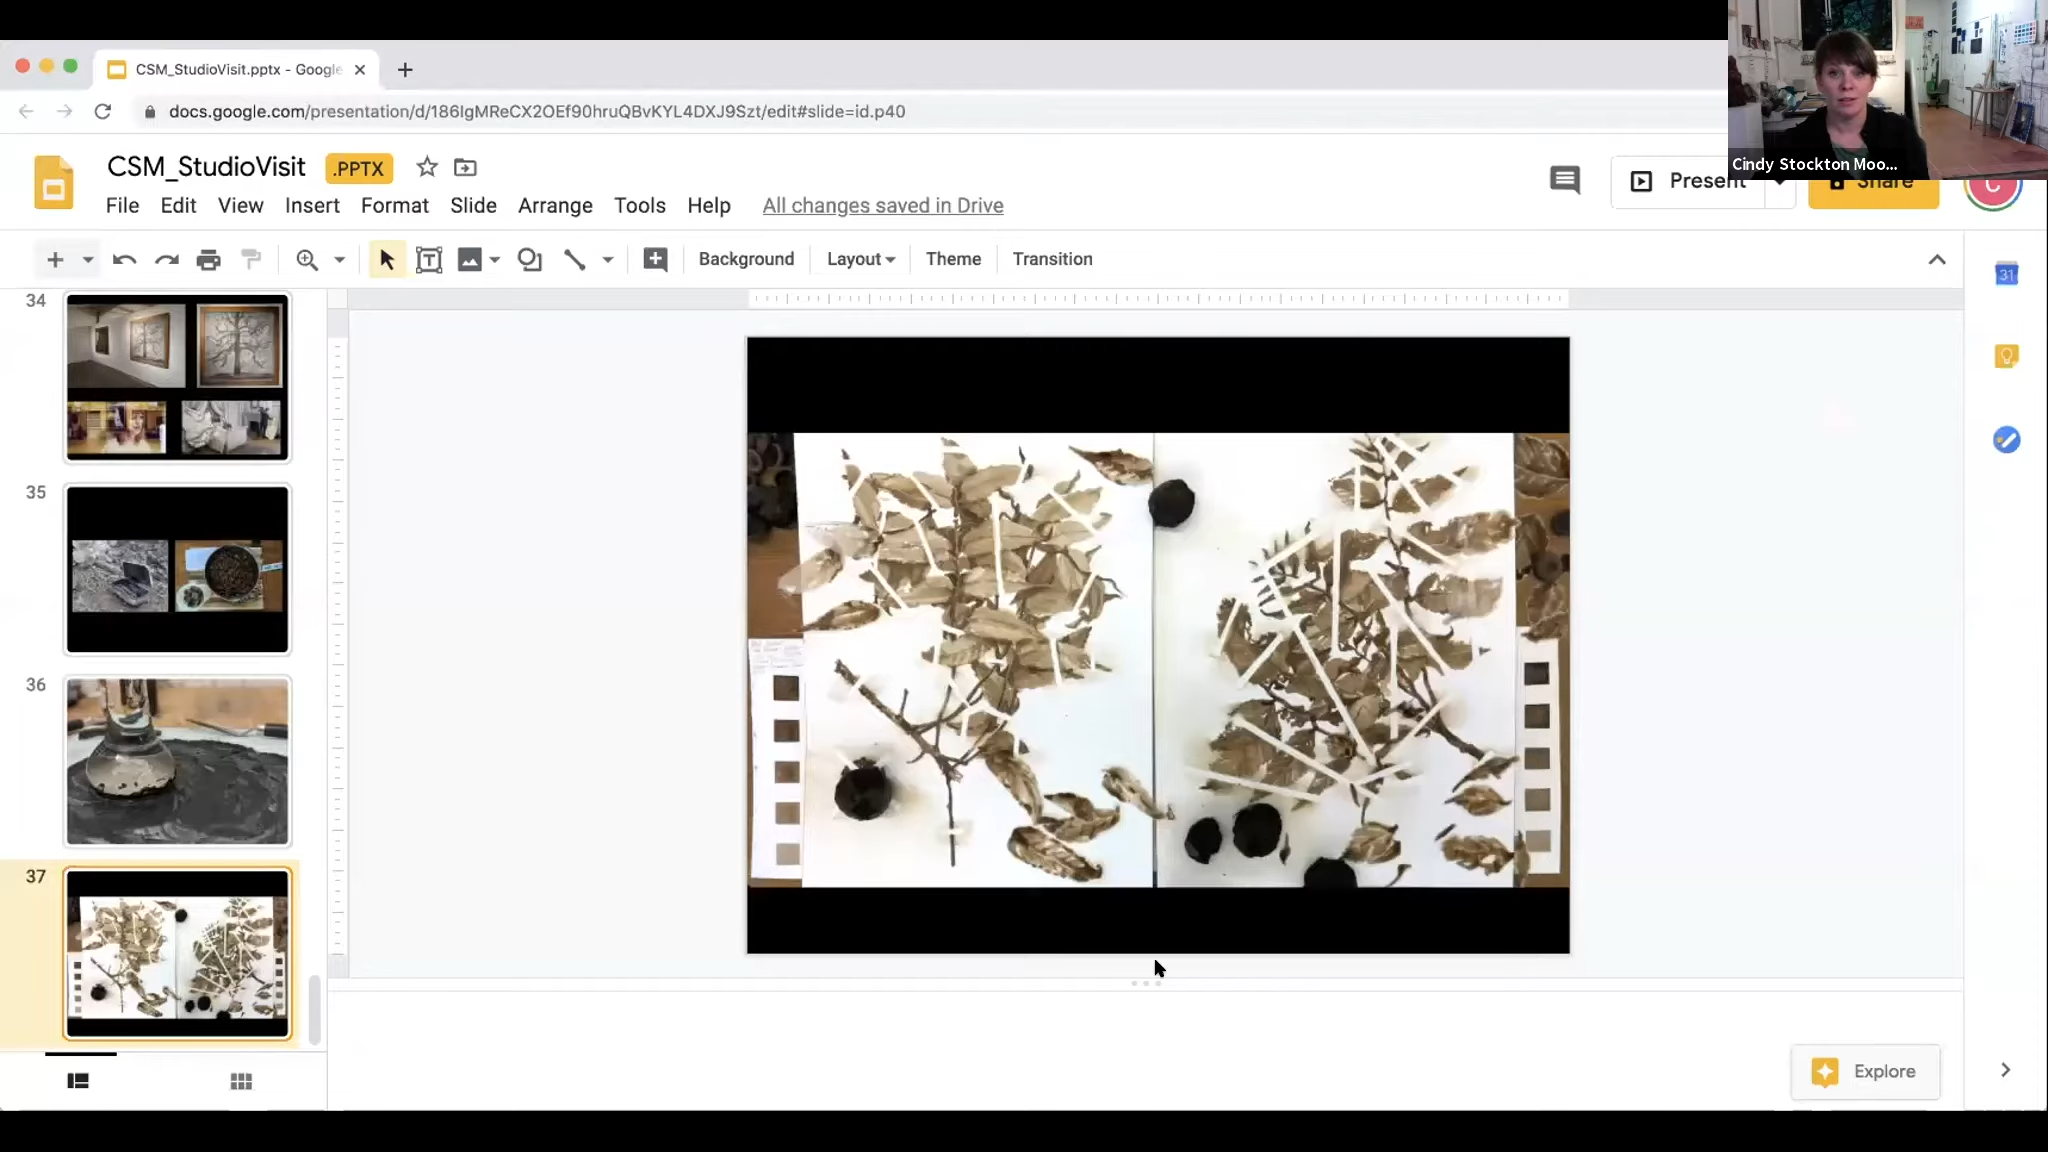 CSM_StudioVisit.pptx - Google
docs.google.com/presentation/d/186IgMReCX2OEf90hruQBvKYL4DXJ9Szt/edit#slide=id.p40
Cindy Stockton Moo...
CSM_StudioVisit .PPTX
Present
Share
C
File Edit View Insert Format Slide Arrange Tools Help All changes saved in Drive
Background Layout Theme Transition
31
34
35
36
37
Explore